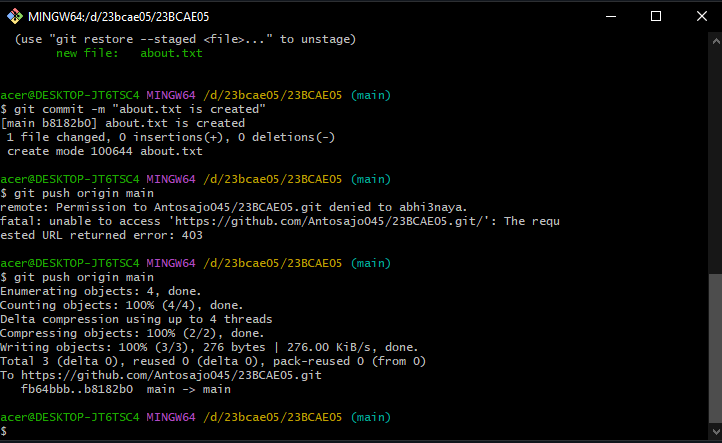 MINGW64:/d/23bcae05/23BCAE05
(use "git restore --staged <file>..." to unstage)
new file:   about.txt
acer@DESKTOP-JT6TSC4 MINGW64 /d/23bcae05/23BCAE05 (main)
$ git commit -m "about.txt is created"
[main b8182b0] about.txt is created
1 file changed, 0 insertions(+), 0 deletions(-)
create mode 100644 about.txt
acer@DESKTOP-JT6TSC4 MINGW64 /d/23bcae05/23BCAE05 (main)
$ git push origin main
remote: Permission to Antosajo045/23BCAE05.git denied to abhi3naya.
fatal: unable to access 'https://github.com/Antosajo045/23BCAE05.git/': The requ
ested URL returned error: 403
acer@DESKTOP-JT6TSC4 MINGW64 /d/23bcae05/23BCAE05 (main)
$ git push origin main
Enumerating objects: 4, done.
Counting objects: 100% (4/4), done.
Delta compression using up to 4 threads
Compressing objects: 100% (2/2), done.
Writing objects: 100% (3/3), 276 bytes | 276.00 KiB/s, done.
Total 3 (delta 0), reused 0 (delta 0), pack-reused 0 (from 0)
To https://github.com/Antosajo045/23BCAE05.git
fb64bbb..b8182b0  main -> main
acer@DESKTOP-JT6TSC4 MINGW64 /d/23bcae05/23BCAE05 (main)
$